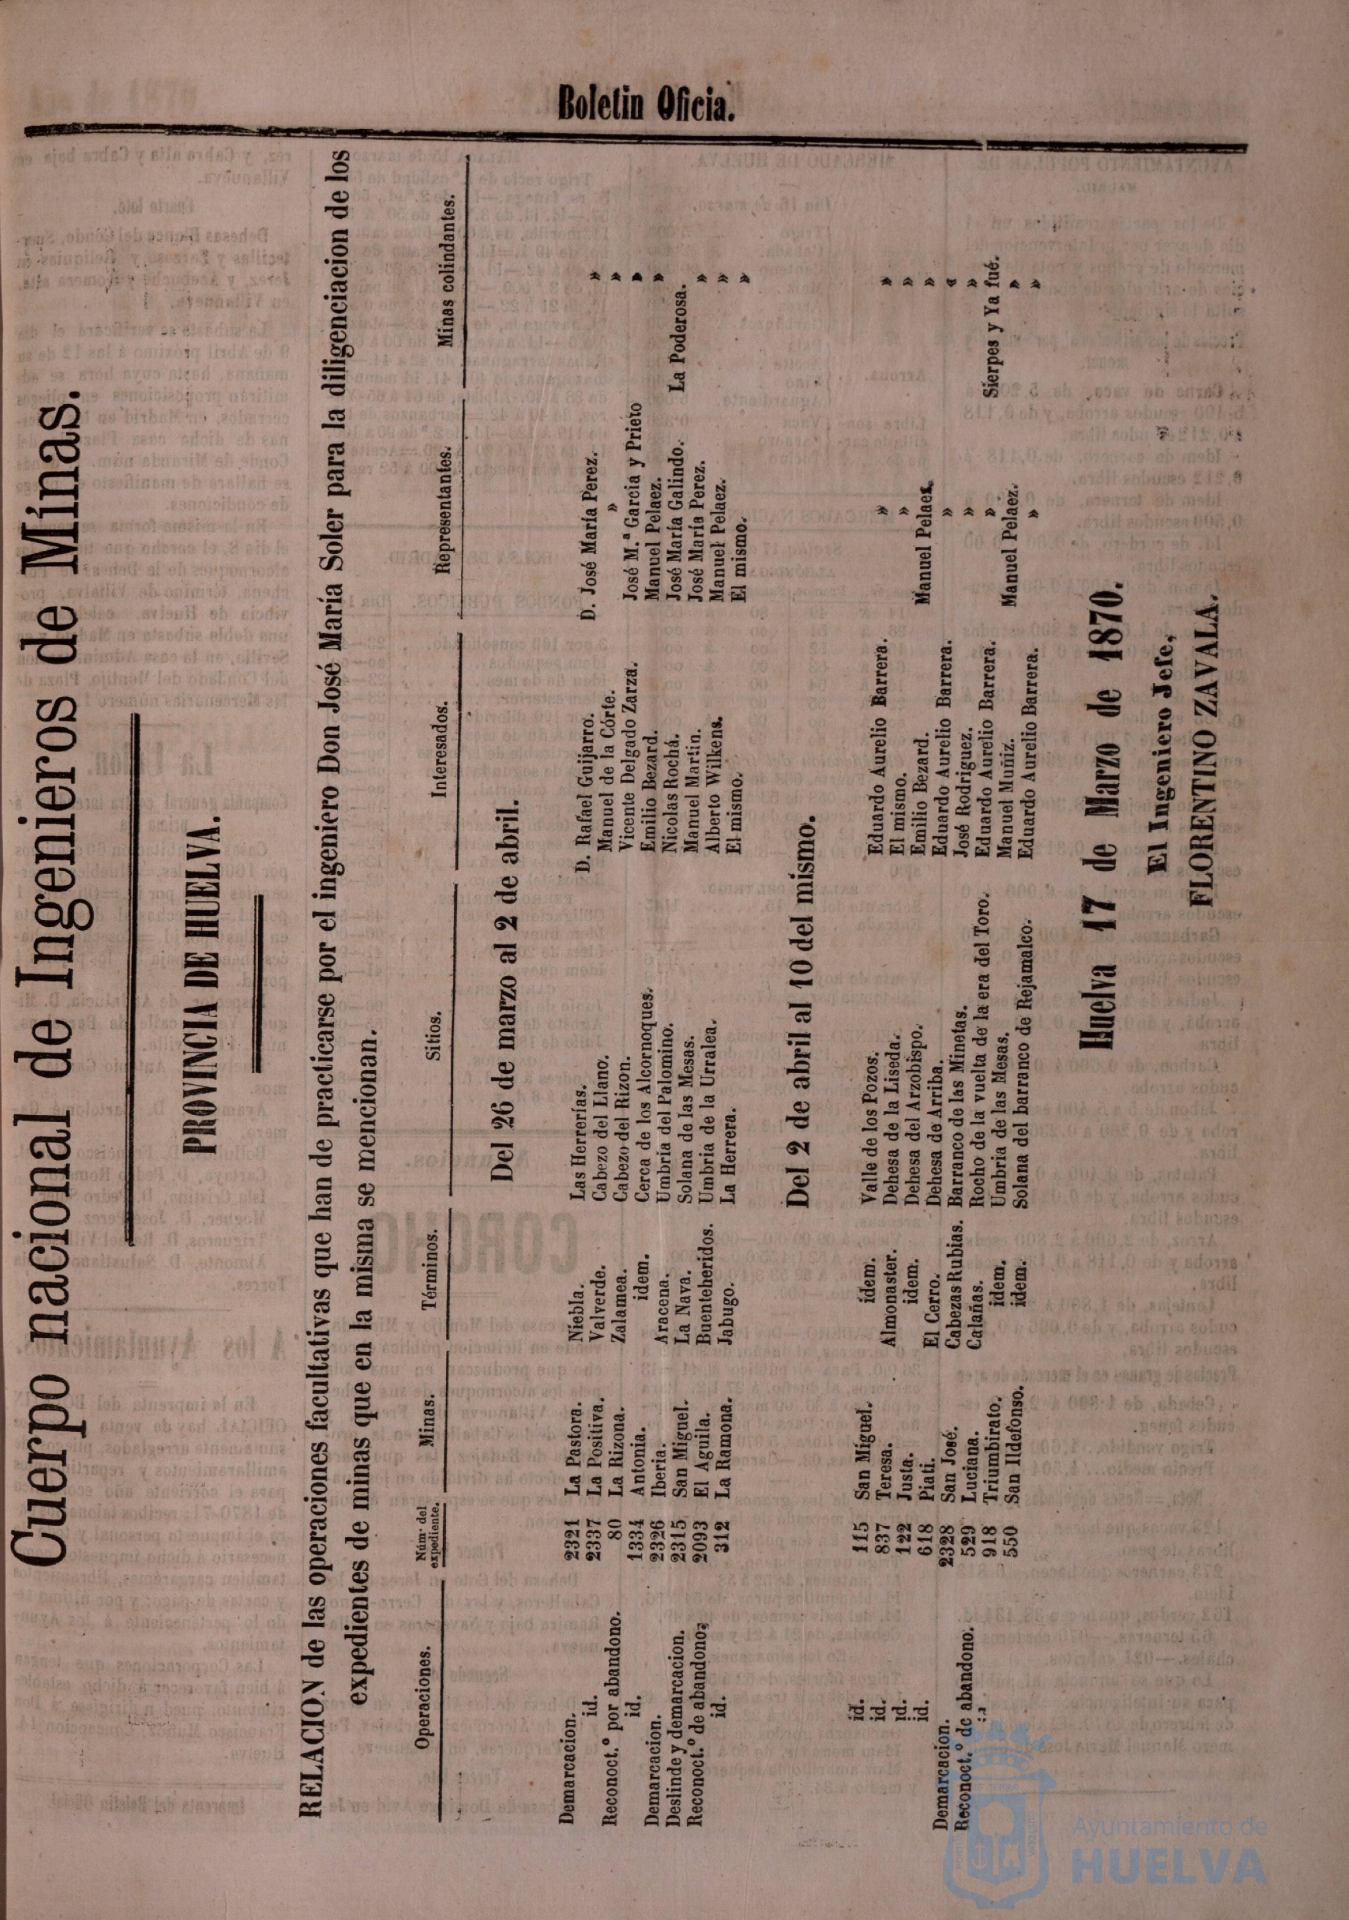 Boletin Oficia.
Cuerpo nacional de Ingenieros de Minas.
PROVINCIA DE HUELVA.
RELACION de las operaciones facultativas que han de practicarse por el ingeniero Don José María Soler para la diligenciacion de los
expedientes de minas que en la misma se mencionan.
Operaciones. Núm. del expediente. Minas. Términos. Sitios. Interesados. Representantes. Minas colindantes.
Del 26 de marzo al 2 de abril.
Demarcacion. 2321 La Pastora. Niebla. Las Herrerías. D. Rafael Guijarro. D. José María Perez. »
id. 2337 La Positiva. Valverde. Cabezo del Llano. Manuel de la Córte. » »
Reconoct.º por abandono. 80 La Rizona. Zalamea. Cabezo del Rizon. Vicente Delgado Zarza. José M.ª Garcia y Prieto »
id. 1334 Antonia. idem. Cerca de los Alcornoques. Emilio Bezard. Manuel Pelaez. »
Demarcacion. 2326 Iberia. Aracena. Umbría del Palomino. Nicolas Rochá. José María Galindo. La Poderosa.
Deslinde y demarcacion. 2315 San Miguel. La Nava. Solana de las Mesas. Manuel Martin. José María Perez. »
Reconoct.º de abandono; 2093 El Aguila. Buenteheridos. Umbría de la Urralea. Alberto Wilkens. Manuel Pelaez. »
id. 312 La Ramona. Jabugo. La Herrera. El mismo. El mismo. »
Del 2 de abril al 10 del mismo.
id. 115 San Miguel. idem. Valle de los Pozos. Eduardo Aurelio Barrera. » »
id. 837 Teresa. Almonaster. Dehesa de la Liseda. El mismo. » »
id. 122 Justa. idem. Dehesa del Arzobispo. Emilio Bezard. Manuel Pelaez »
id. 618 Piati. El Cerro. Dehesa de Arriba. Eduardo Aurelio Barrera. » «
Demarcacion. 2328 San José. Cabezas Rubias. Barranco de las Minetas. José Rodriguez. » »
Reconoct.º de abandono. 529 Luciana. Calañas. Rocho de la vuelta de la era del Toro. Eduardo Aurelio Barrera. » Sierpes y Ya fué.
918 Triumbirato. idem. Umbria de las Mesas. Manuel Muñiz. Manuel Pelaez. »
550 San Ildefonso. idem. Solana del barranco de Rejamalco. Eduardo Aurelio Barrera. » »
Huelva 17 de Marzo de 1870.
El Ingeniero Jefe,
FLORENTINO ZAVALA.
Ayuntamiento de
HUELVA